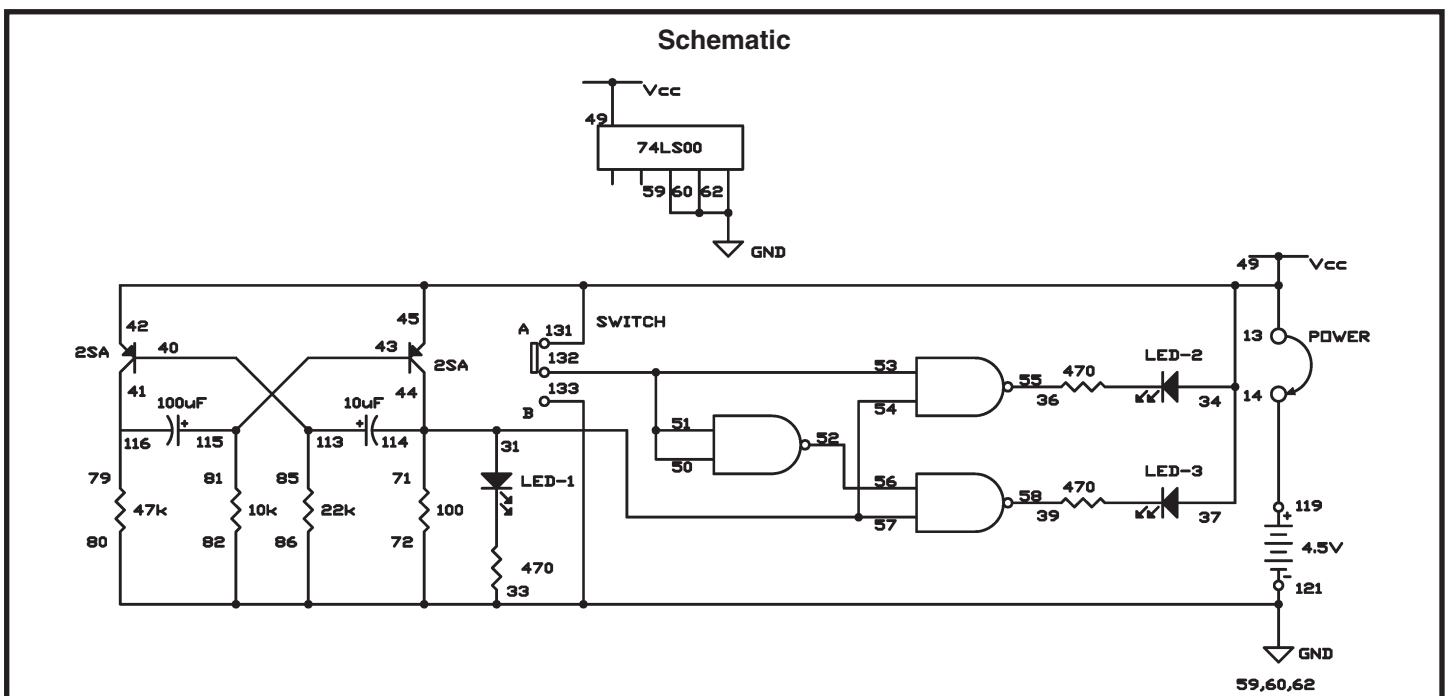 Schematic
Vcc
49
74LS00
59 60 62
GND
49 Vcc
42 45 A 131 SWITCH
13 POWER
2SA 40 43 2SA 132
53 55 470 LED-2
41 44 133
54 36 34 14
100uF 10uF B
+ +
116 115 113 114 31 51 52
50
79 81 85 71 LED-1 56 58 470 LED-3
47k 10k 22k 100 57 39 37 119
+
80 82 86 72 470 4.5V
33 -
121
GND
59,60,62